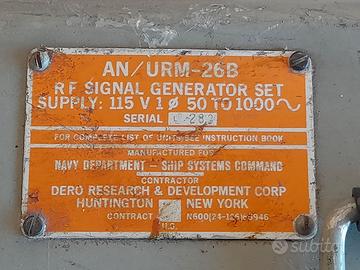 AN/URM-26B
RF SIGNAL GENERATOR SET
SUPPLY: 115 V 1 ø 50 TO 1000 ~
SERIAL
FOR COMPLETE LIST OF UNITS SEE INSTRUCTION BOOK
MANUFACTURED FOR
NAVY DEPARTMENT – SHIP SYSTEMS COMMAND
CONTRACTOR
DERO RESEARCH & DEVELOPMENT CORP
HUNTINGTON NEW YORK
CONTRACT
U.S.
subito